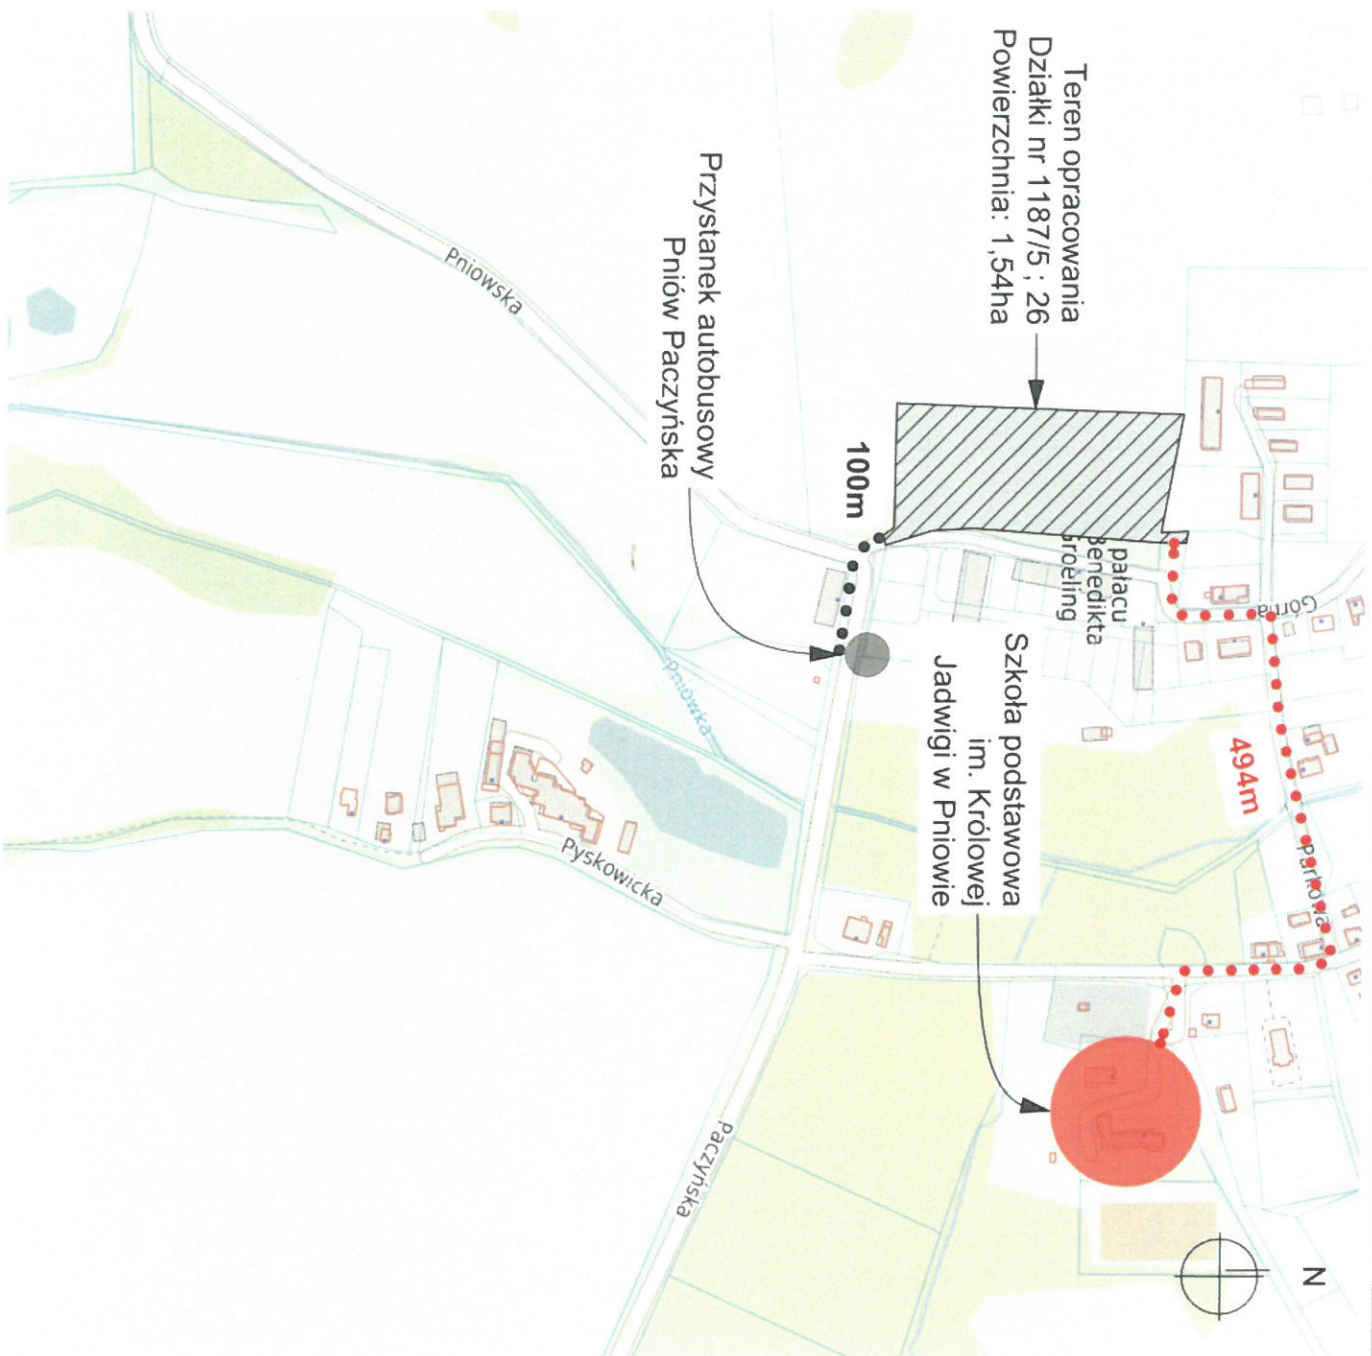 Teren opracowania
Działki nr 1187/5 ; 26
Powierzchnia: 1,54ha
Przystanek autobusowy
Pniów Paczyńska
100m
Szkoła podstawowa
im. Królowej
Jadwigi w Pniowie
494m
pałacu
Benedikta
Groeling
Górna
Parkowa
Pniowska
Pniówka
Pyskowicka
Paczyńska
N